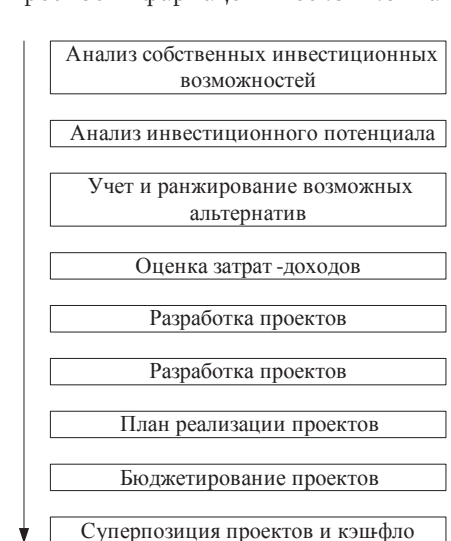 Анализ собственных инвестиционных
возможностей
Анализ инвестиционного потенциала
Учет и ранжирование возможных
альтернатив
Оценка затрат -доходов
Разработка проектов
Разработка проектов
План реализации проектов
Бюджетирование проектов
Суперпозиция проектов и кэшфло